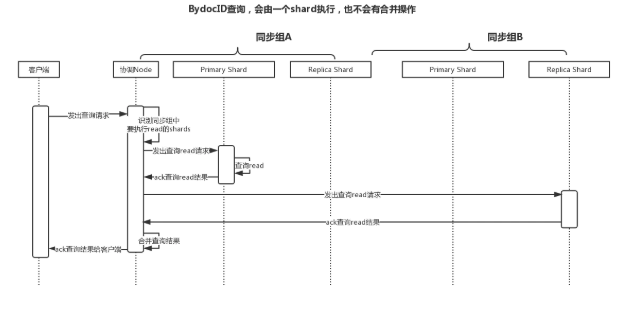 BydocID查询，会由一个shard执行，也不会有合并操作
同步组A
同步组B
客户端
协调Node
Primary Shard
Replica Shard
Primary Shard
Replica Shard
发出查询请求
识别同步组中
要执行read的shards
发出查询read请求
查询read
ack查询read结果
发出查询read请求
ack查询read结果
合并查询结果
ack查询结果给客户端